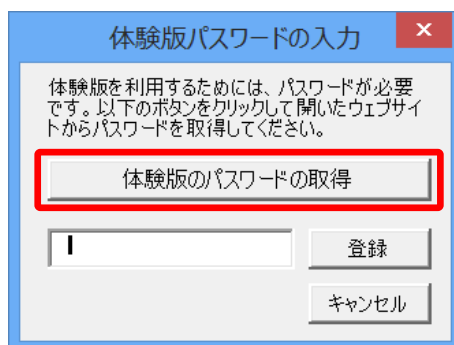 体験版パスワードの入力
体験版を利用するためには、パスワードが必要
です。以下のボタンをクリックして開いたウェブサイ
トからパスワードを取得してください。
体験版のパスワードの取得
登録
キャンセル